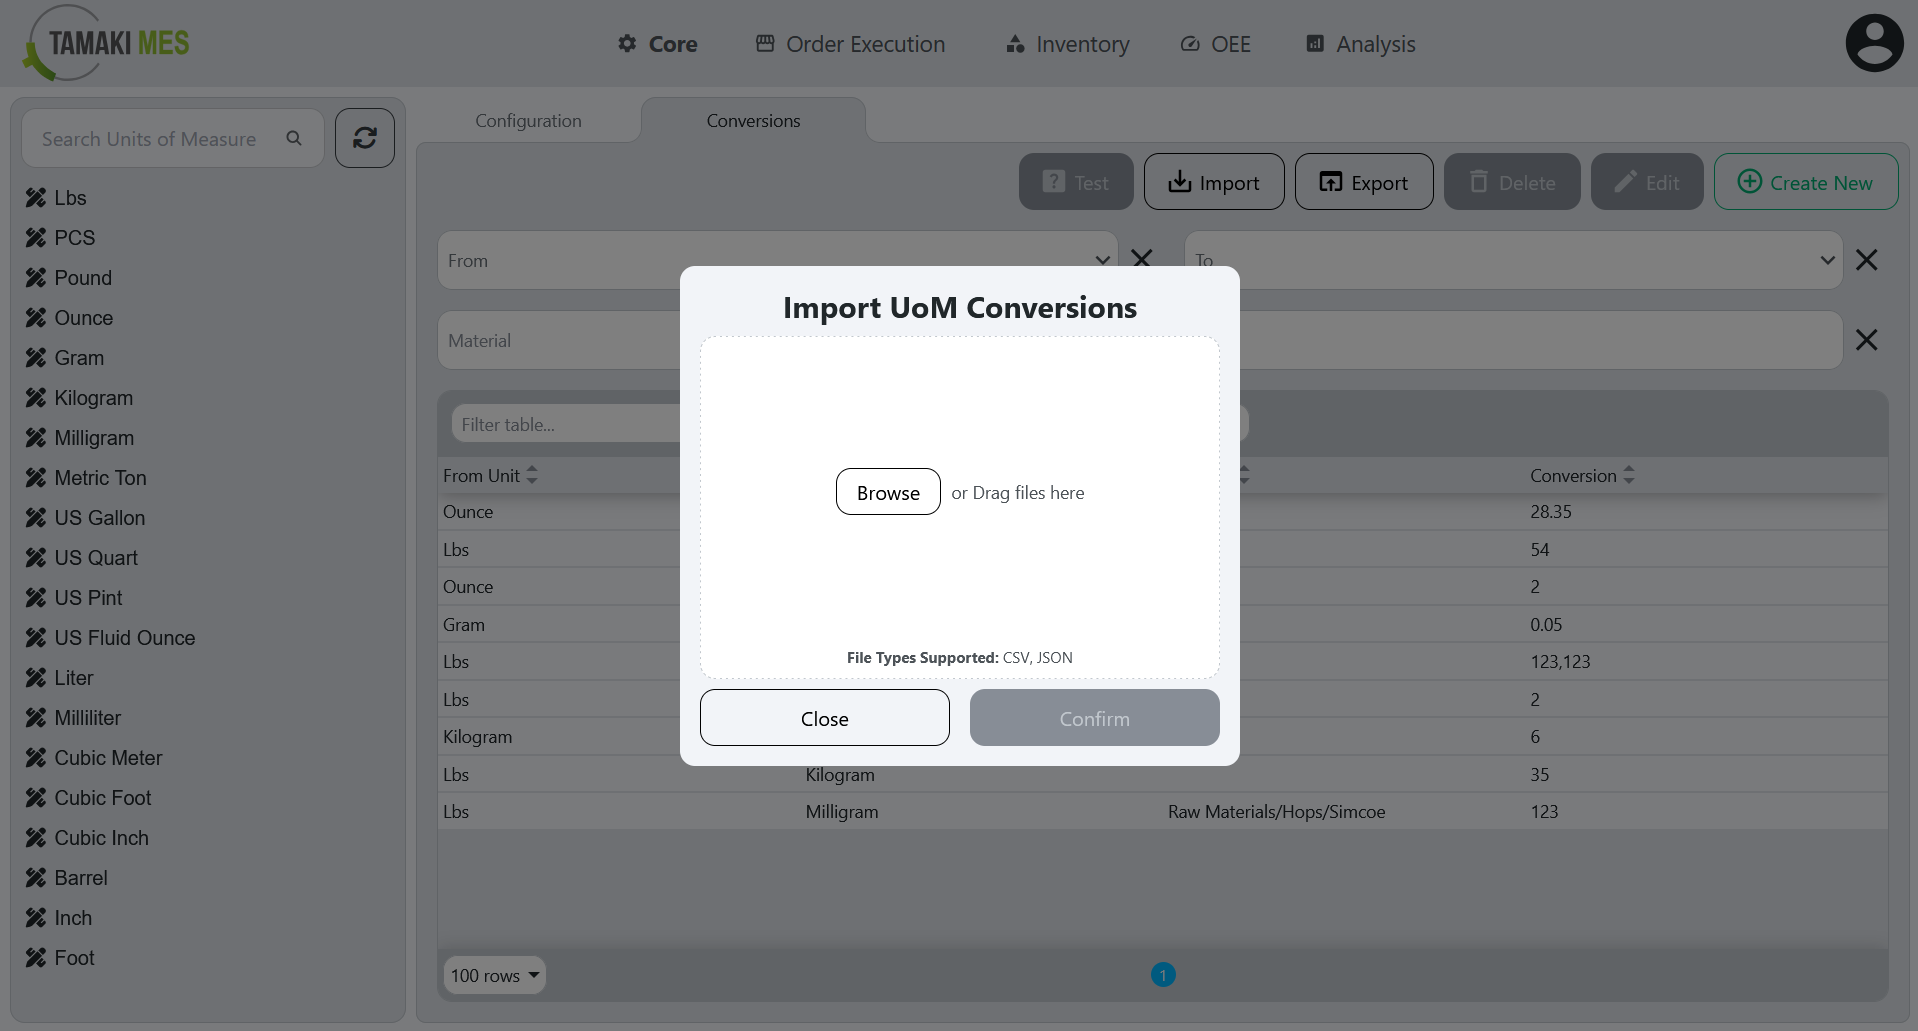 TAMAKI MES
Core
Order Execution
Inventory
OEE
Analysis
Search Units of Measure
Lbs
PCS
Pound
Ounce
Gram
Kilogram
Milligram
Metric Ton
US Gallon
US Quart
US Pint
US Fluid Ounce
Liter
Milliliter
Cubic Meter
Cubic Foot
Cubic Inch
Barrel
Inch
Foot
Configuration
Conversions
Test
Import
Export
Delete
Edit
Create New
From
To
Material
Filter table...
From Unit
Conversion
Ounce 28.35
Lbs 54
Ounce 2
Gram 0.05
Lbs 123,123
Lbs 2
Kilogram 6
Lbs Kilogram 35
Lbs Milligram Raw Materials/Hops/Simcoe 123
100 rows
1
Import UoM Conversions
Browse or Drag files here
File Types Supported: CSV, JSON
Close
Confirm